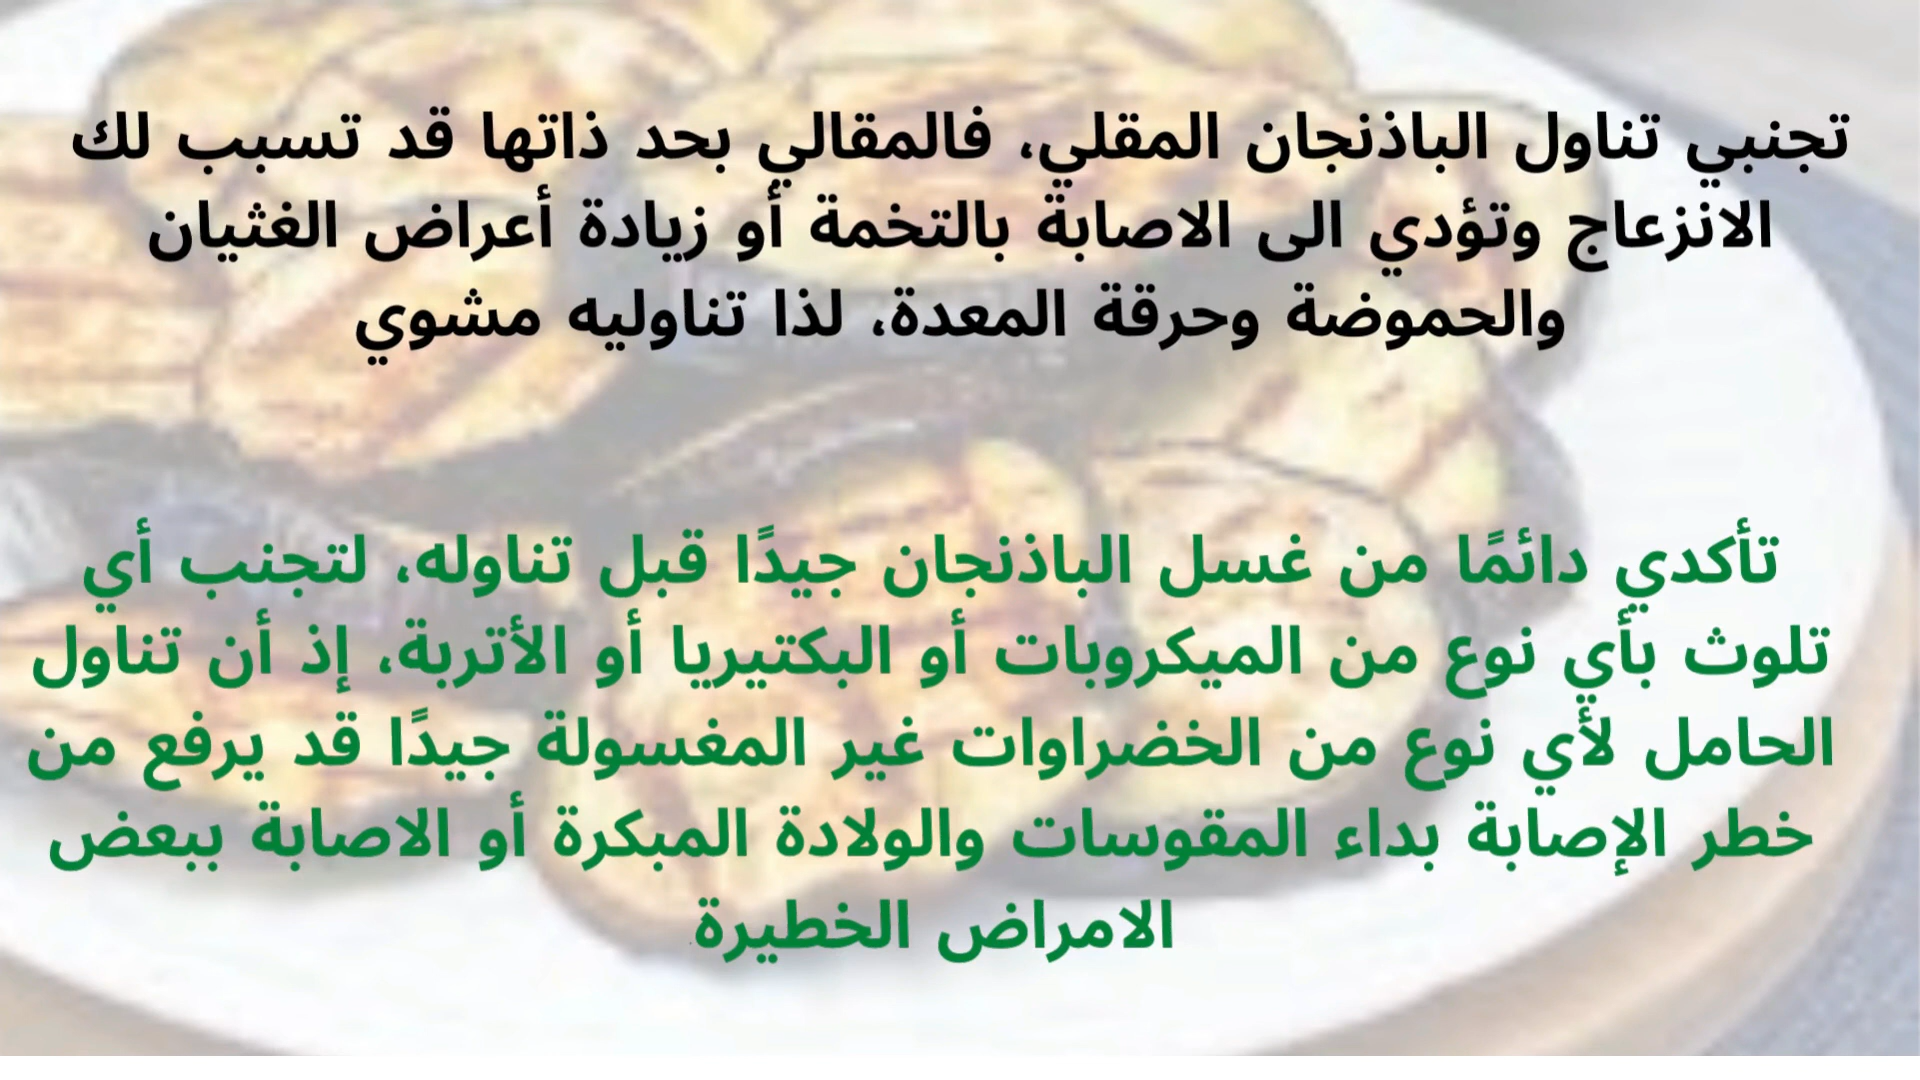 تجنبي تناول الباذنجان المقلي، فالمقالي بحد ذاتها قد تسبب لك
الانزعاج وتؤدي الى الاصابة بالتخمة أو زيادة أعراض الغثيان
والحموضة وحرقة المعدة، لذا تناوليه مشوي
تأكدي دائمًا من غسل الباذنجان جيدًا قبل تناوله، لتجنب أي
تلوث بأي نوع من الميكروبات أو البكتيريا أو الأتربة، إذ أن تناول
الحامل لأي نوع من الخضراوات غير المغسولة جيدًا قد يرفع من
خطر الإصابة بداء المقوسات والولادة المبكرة أو الاصابة ببعض
الامراض الخطيرة